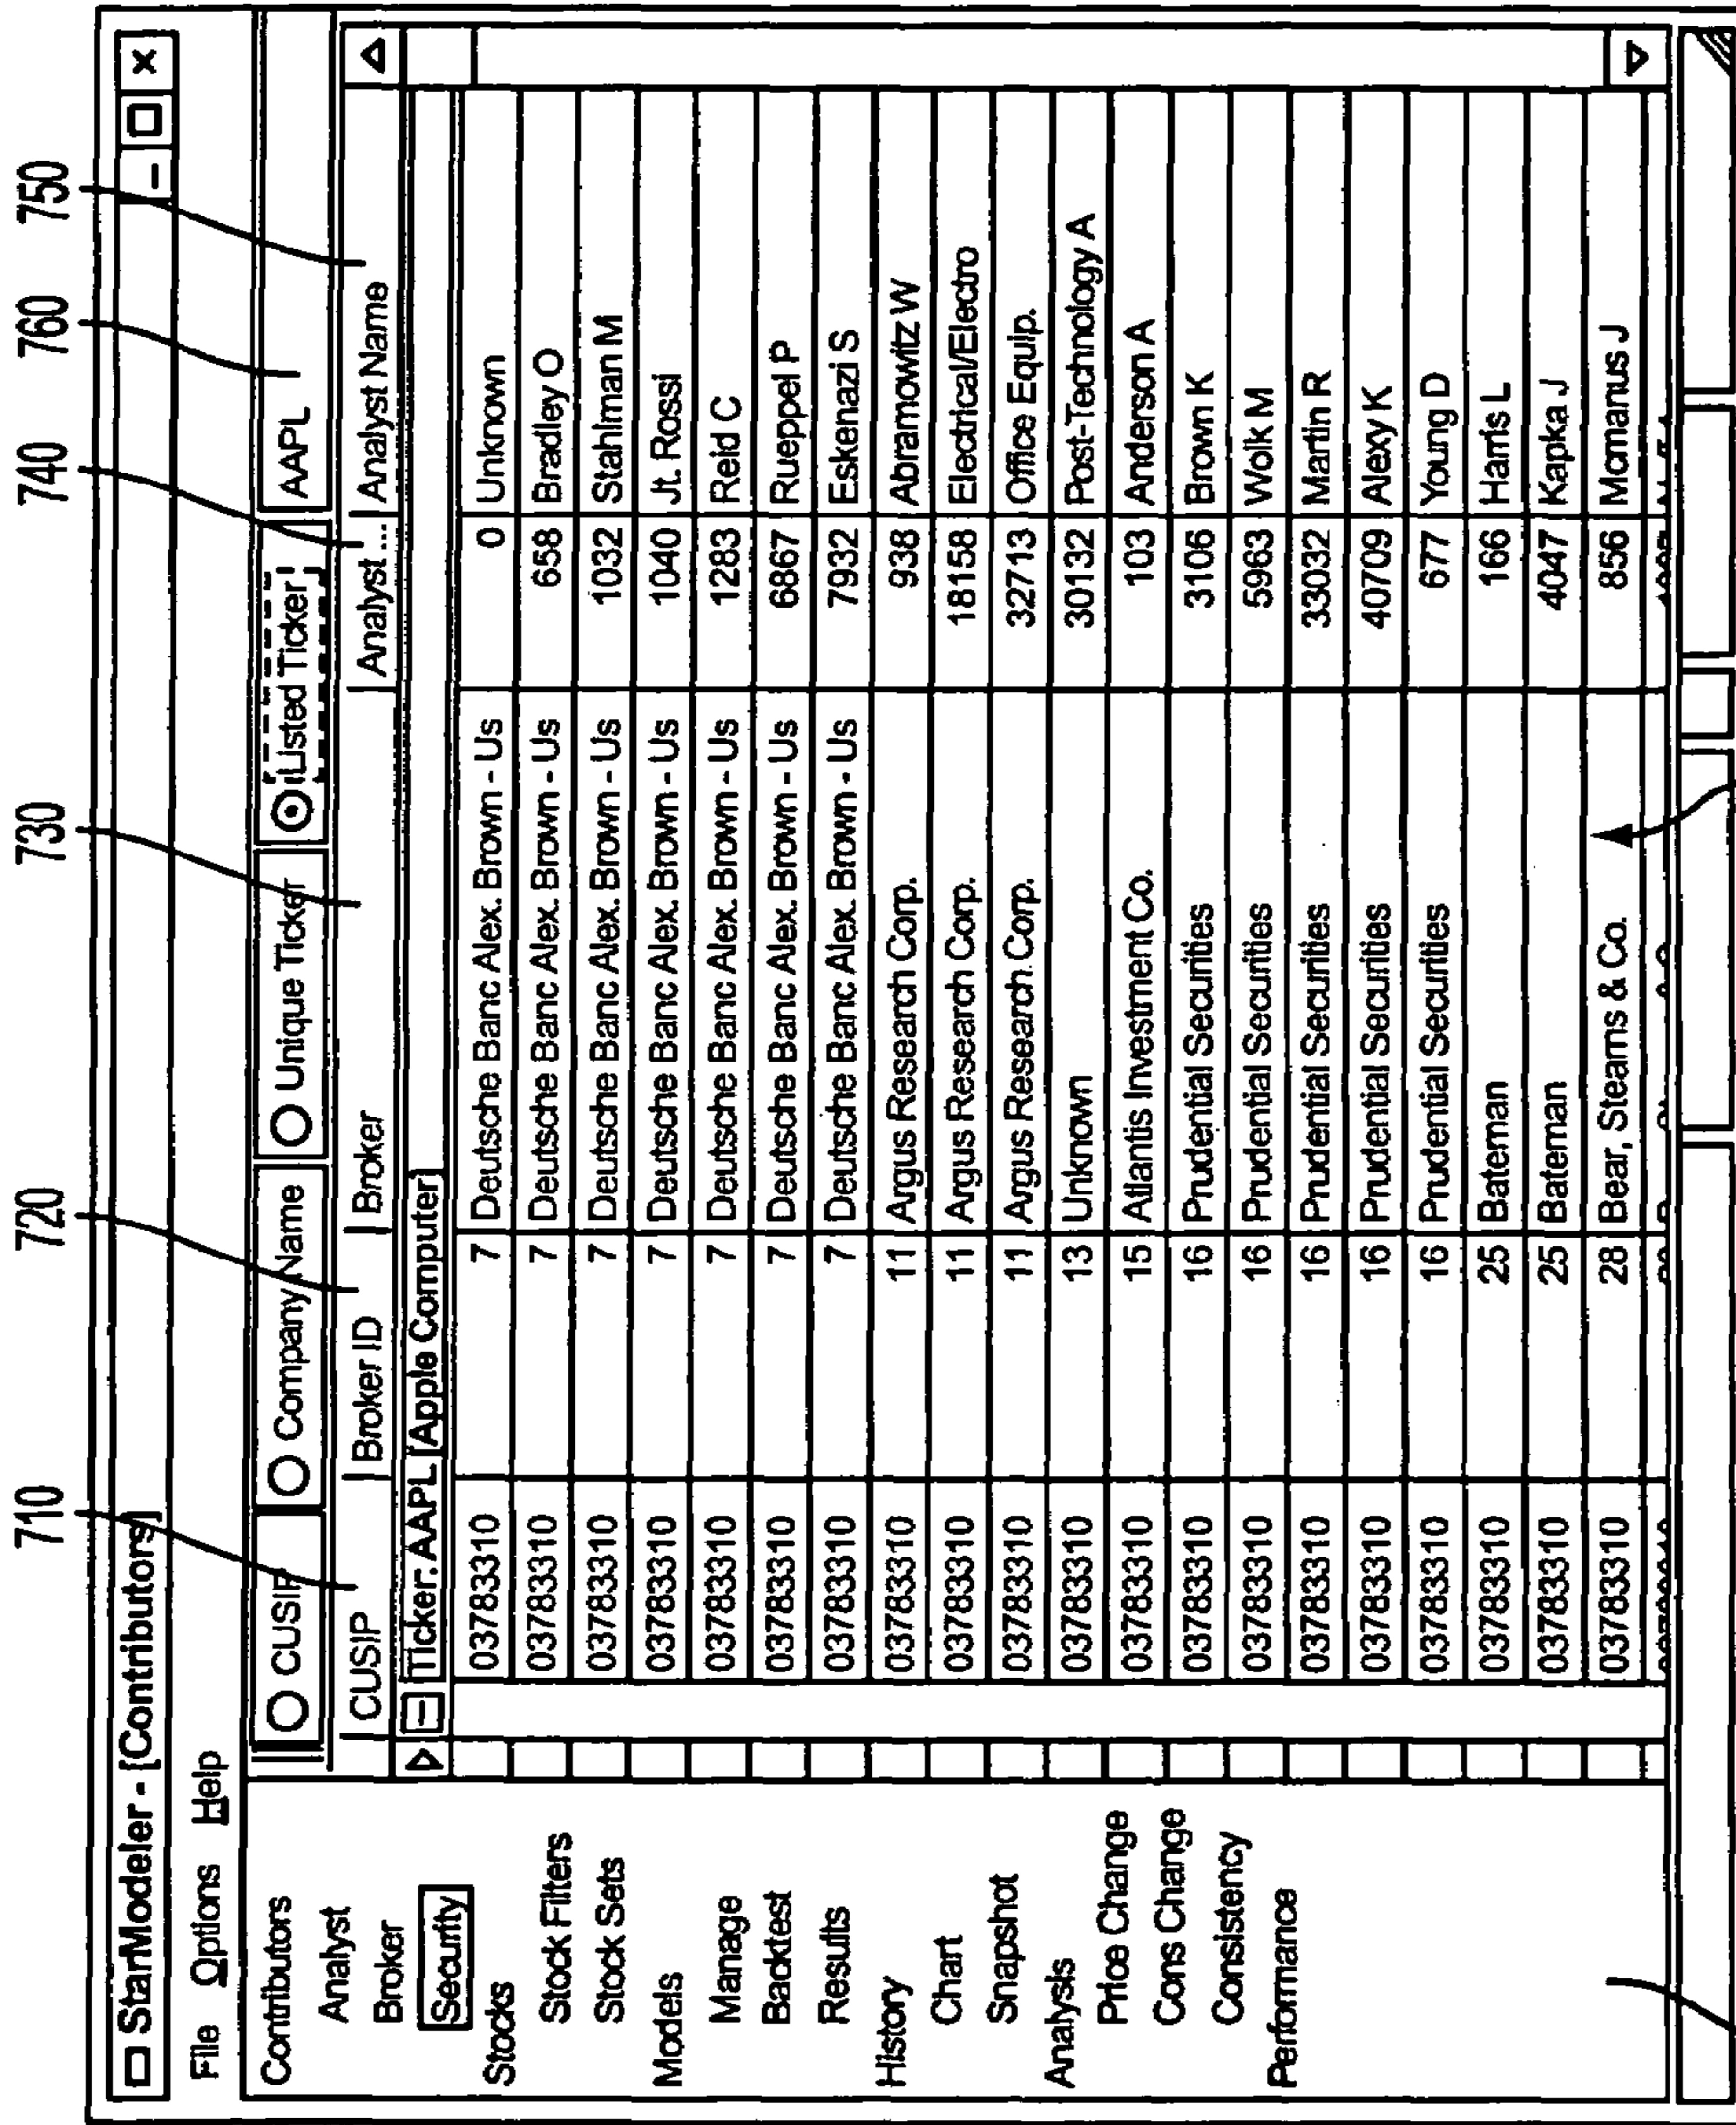 710 720 730 740 760 750
StarModeler - [Contributors]
File Options Help
Contributors
Analyst
Broker
Security
Stocks
Stock Filters
Stock Sets
Models
Manage
Backtest
Results
History
Chart
Snapshot
Analysis
Price Change
Cons Change
Consistency
Performance
CUSIP Company Name Unique Ticker Listed Ticker AAPL
CUSIP Broker ID Broker Analyst ... Analyst Name
Ticker: AAPL [Apple Computer]
03783310 7 Deutsche Banc Alex. Brown - Us 0 Unknown
03783310 7 Deutsche Banc Alex. Brown - Us 658 Bradley O
03783310 7 Deutsche Banc Alex. Brown - Us 1032 Stahlman M
03783310 7 Deutsche Banc Alex. Brown - Us 1040 Jt. Rossi
03783310 7 Deutsche Banc Alex. Brown - Us 1283 Reid C
03783310 7 Deutsche Banc Alex. Brown - Us 6867 Rueppel P
03783310 7 Deutsche Banc Alex. Brown - Us 7932 Eskenazi S
03783310 11 Argus Research Corp. 938 Abramowitz W
03783310 11 Argus Research Corp. 18158 Electrical/Electro
03783310 11 Argus Research Corp. 32713 Office Equip.
03783310 13 Unknown 30132 Post-Technology A
03783310 15 Atlantis Investment Co. 103 Anderson A
03783310 16 Prudential Securities 3106 Brown K
03783310 16 Prudential Securities 5963 Wolk M
03783310 16 Prudential Securities 33032 Martin R
03783310 16 Prudential Securities 40709 Alexy K
03783310 16 Prudential Securities 677 Young D
03783310 25 Bateman 166 Harris L
03783310 25 Bateman 4047 Kapka J
03783310 28 Bear, Stearns & Co. 856 Mcmanus J